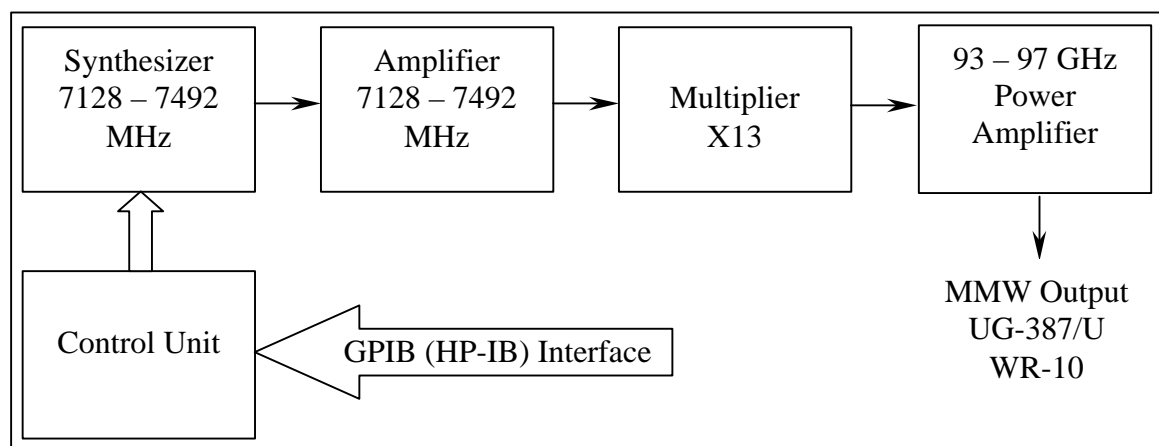 Synthesizer
7128 – 7492
MHz
Amplifier
7128 – 7492
MHz
Multiplier
X13
93 – 97 GHz
Power
Amplifier
Control Unit
GPIB (HP-IB) Interface
MMW Output
UG-387/U
WR-10